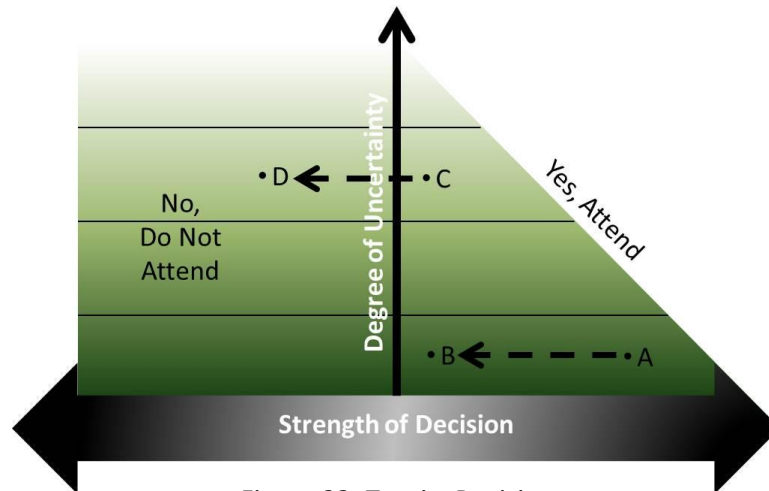 Degree of Uncertainty
D
C
No,
Do Not
Attend
Yes, Attend
B
A
Strength of Decision